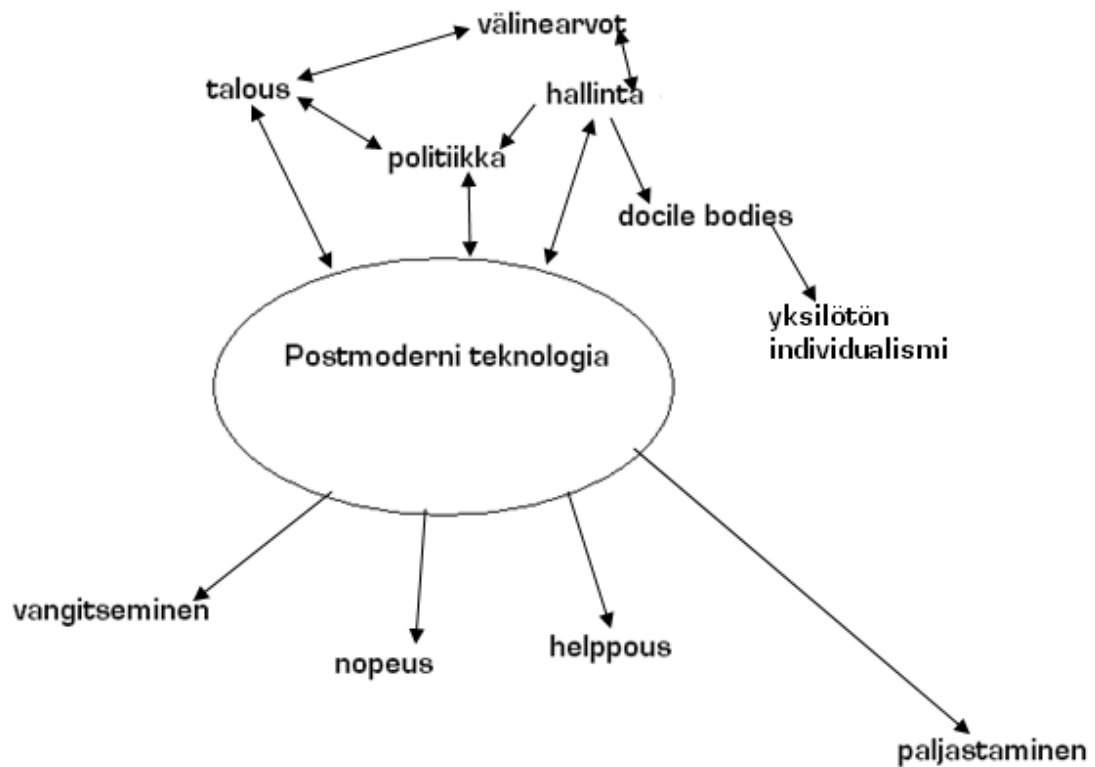 välinearvot
talous
hallinta
politiikka
docile bodies
yksilötön
individualismi
Postmoderni teknologia
vangitseminen
nopeus
helppous
paljastaminen